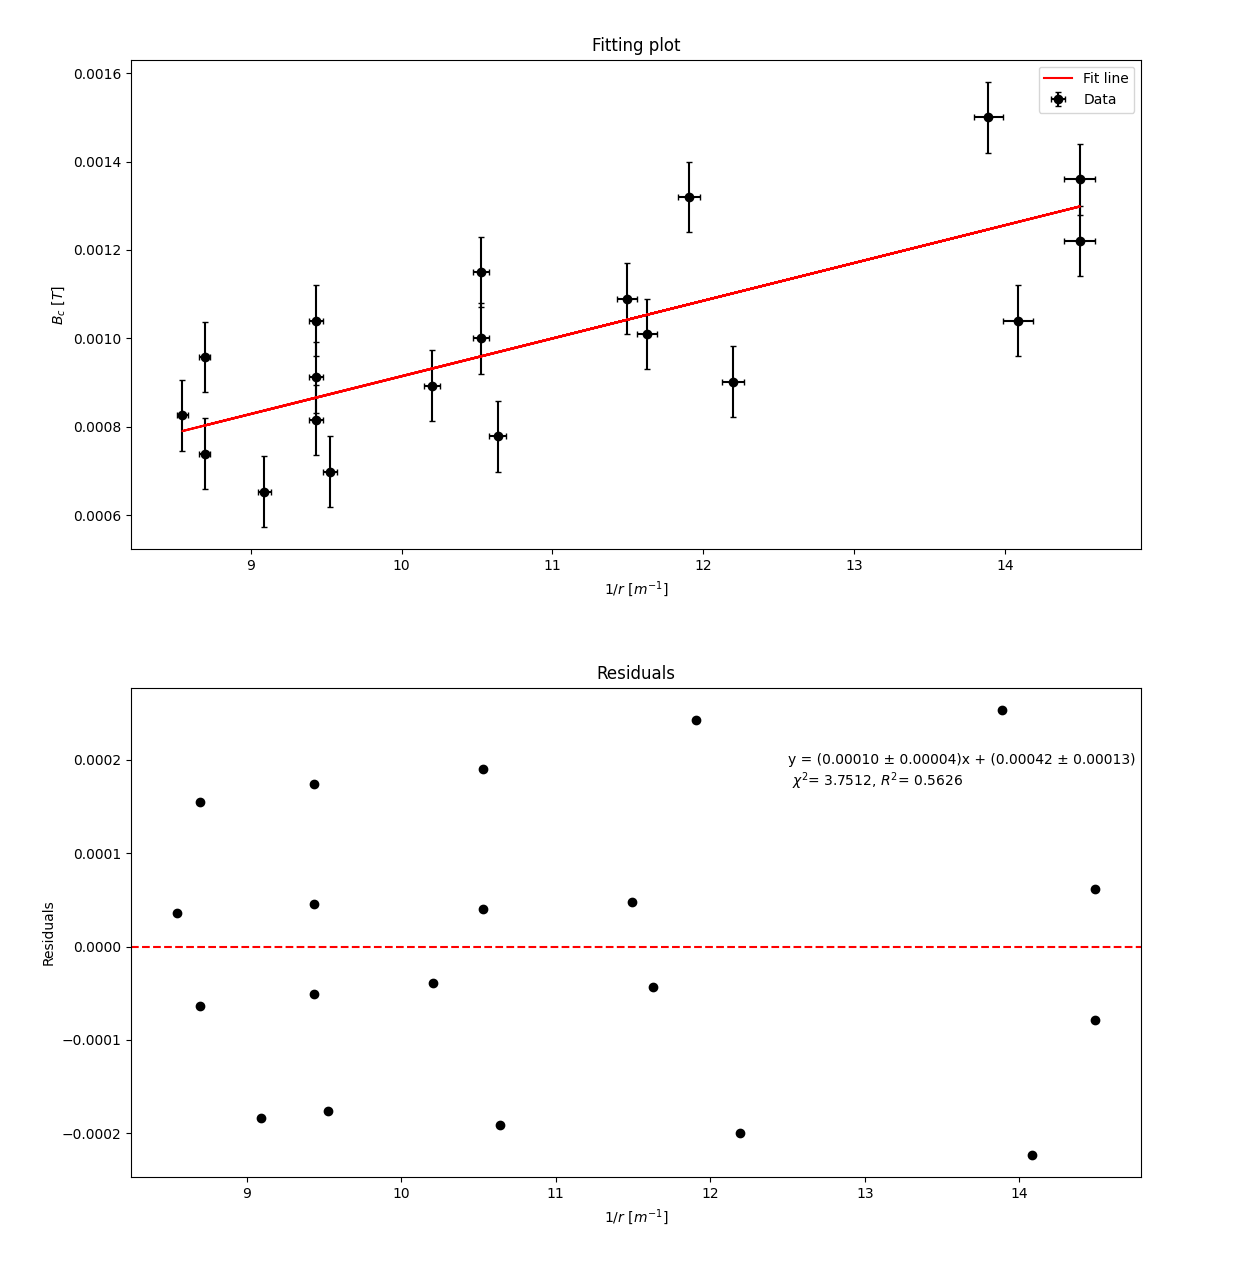 Fitting plot
0.0016
0.0014
0.0012
0.0010
0.0008
0.0006
B_c [T]
Fit line
Data
9 10 11 12 13 14
1/r [m⁻¹]
Residuals
0.0002
0.0001
0.0000
−0.0001
−0.0002
Residuals
y = (0.00010 ± 0.00004)x + (0.00042 ± 0.00013)
χ²= 3.7512, R²= 0.5626
9 10 11 12 13 14
1/r [m⁻¹]